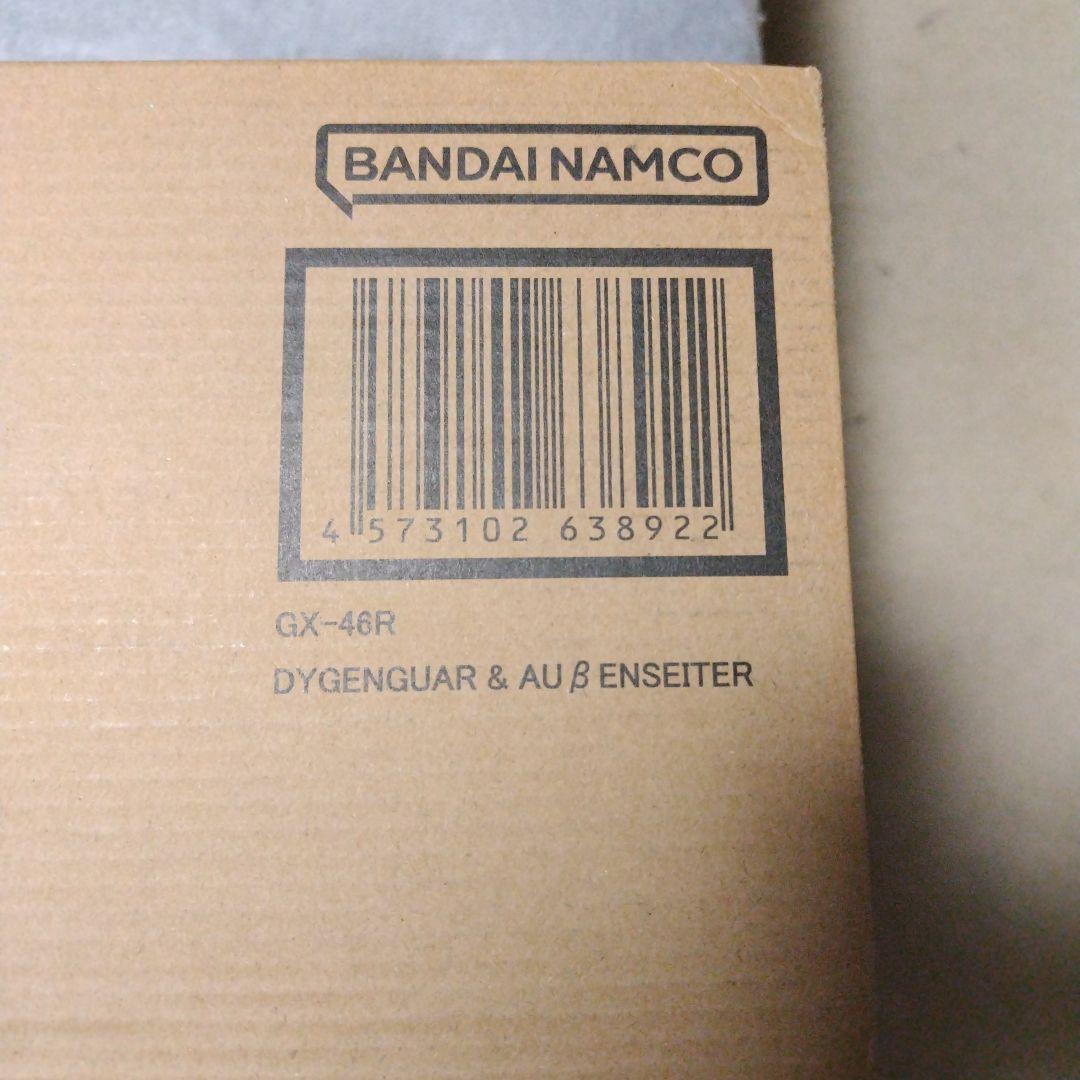 BANDAI NAMCO
4 573102 638922
GX-46R
DYGENGUAR & AUβENSEITER